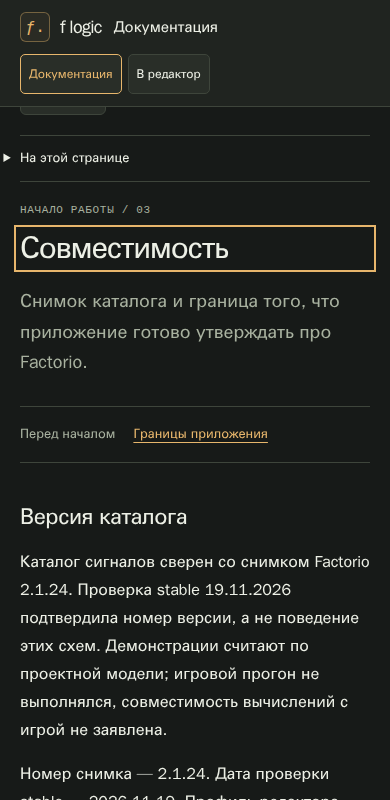 ƒ. f logic Документация
Документация В редактор
На этой странице
НАЧАЛО РАБОТЫ / 03
Совместимость
Снимок каталога и граница того, что
приложение готово утверждать про
Factorio.
Перед началом Границы приложения
Версия каталога
Каталог сигналов сверен со снимком Factorio
2.1.24. Проверка stable 19.11.2026
подтвердила номер версии, а не поведение
этих схем. Демонстрации считают по
проектной модели; игровой прогон не
выполнялся, совместимость вычислений с
игрой не заявлена.
Номер снимка — 2.1.24. Дата проверки